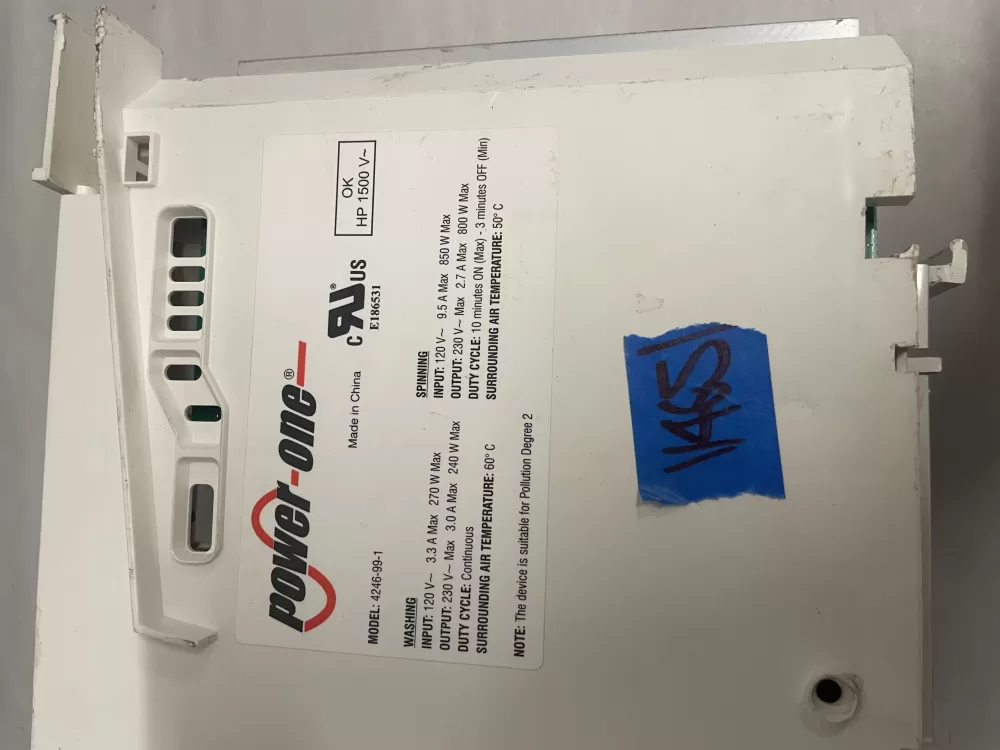 power-one®
MODEL: 4246-99-1
Made in China
c RU® US
E186531
OK
HP 1500 V~
WASHING
INPUT: 120 V~ 3.3 A Max 270 W Max
OUTPUT: 230 V~ Max 3.0 A Max 240 W Max
DUTY CYCLE: Continuous
SURROUNDING AIR TEMPERATURE: 60° C
SPINNING
INPUT: 120 V~ 9.5 A Max 850 W Max
OUTPUT: 230 V~ Max 2.7 A Max 800 W Max
DUTY CYCLE: 10 minutes ON (Max) - 3 minutes OFF (Min)
SURROUNDING AIR TEMPERATURE: 50° C
NOTE: The device is suitable for Pollution Degree 2